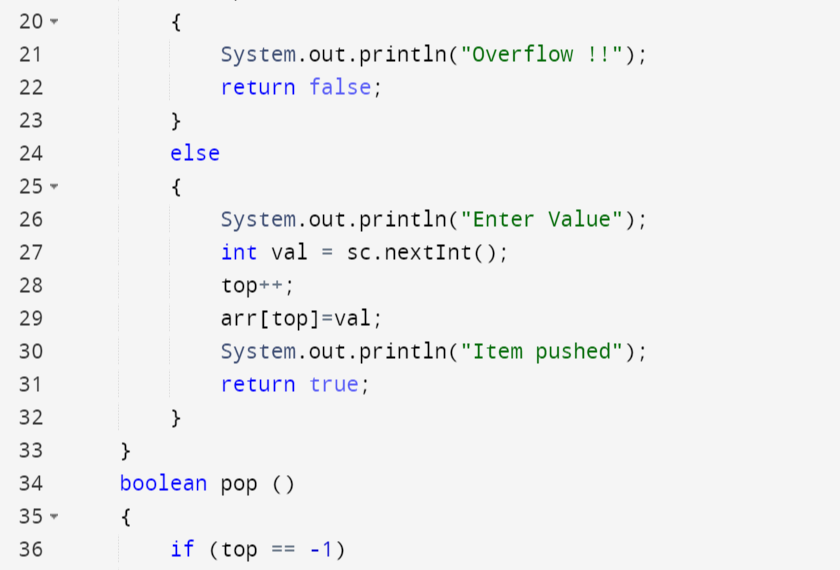 20 {
21 System.out.println("Overflow !!");
22 return false;
23 }
24 else
25 {
26 System.out.println("Enter Value");
27 int val = sc.nextInt();
28 top++;
29 arr[top]=val;
30 System.out.println("Item pushed");
31 return true;
32 }
33 }
34 boolean pop ()
35 {
36 if (top == -1)